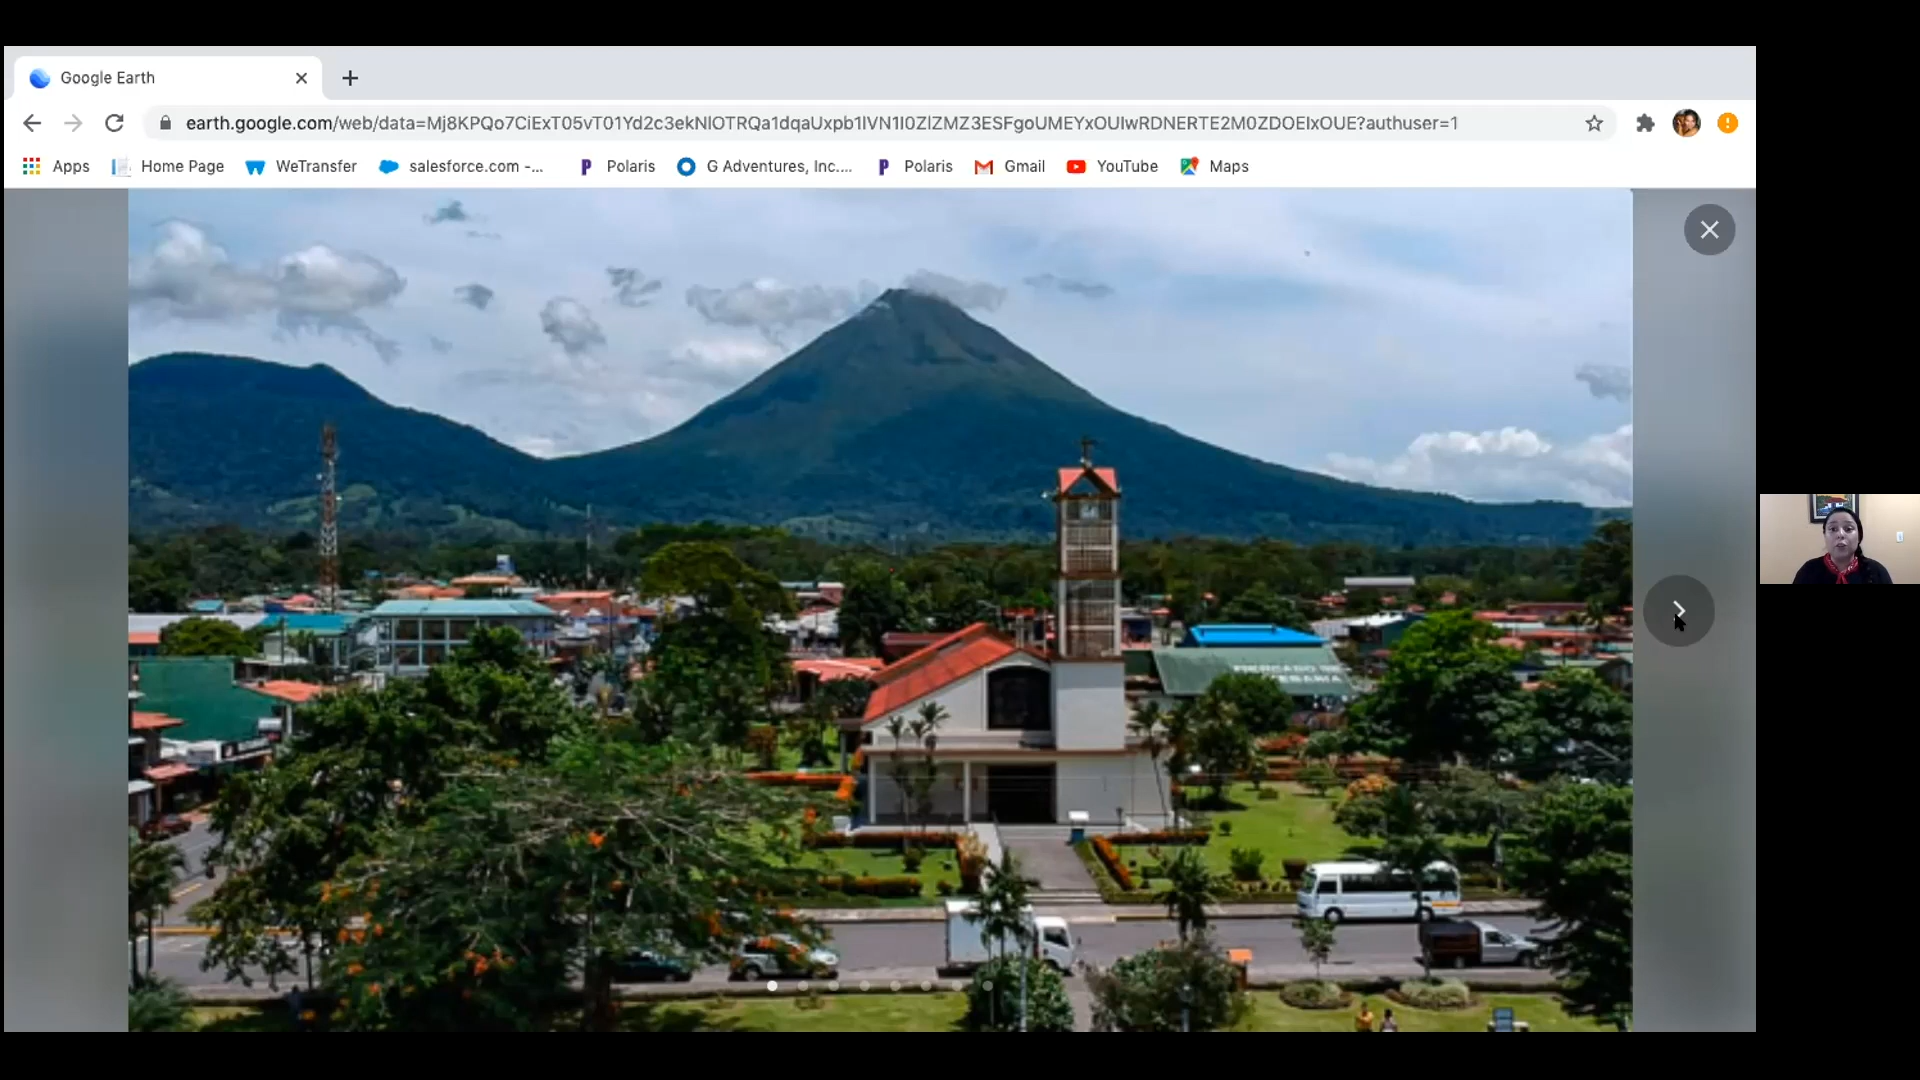 Google Earth
earth.google.com/web/data=Mj8KPQo7CiExT05vT01Yd2c3ekNlOTRQa1dqaUxpb1lVN1I0ZlZMZ3ESFgoUMEYxOUIwRDNERTE2M0ZDOEIxOUE?authuser=1
Apps Home Page WeTransfer salesforce.com -... Polaris G Adventures, Inc.... Polaris Gmail YouTube Maps